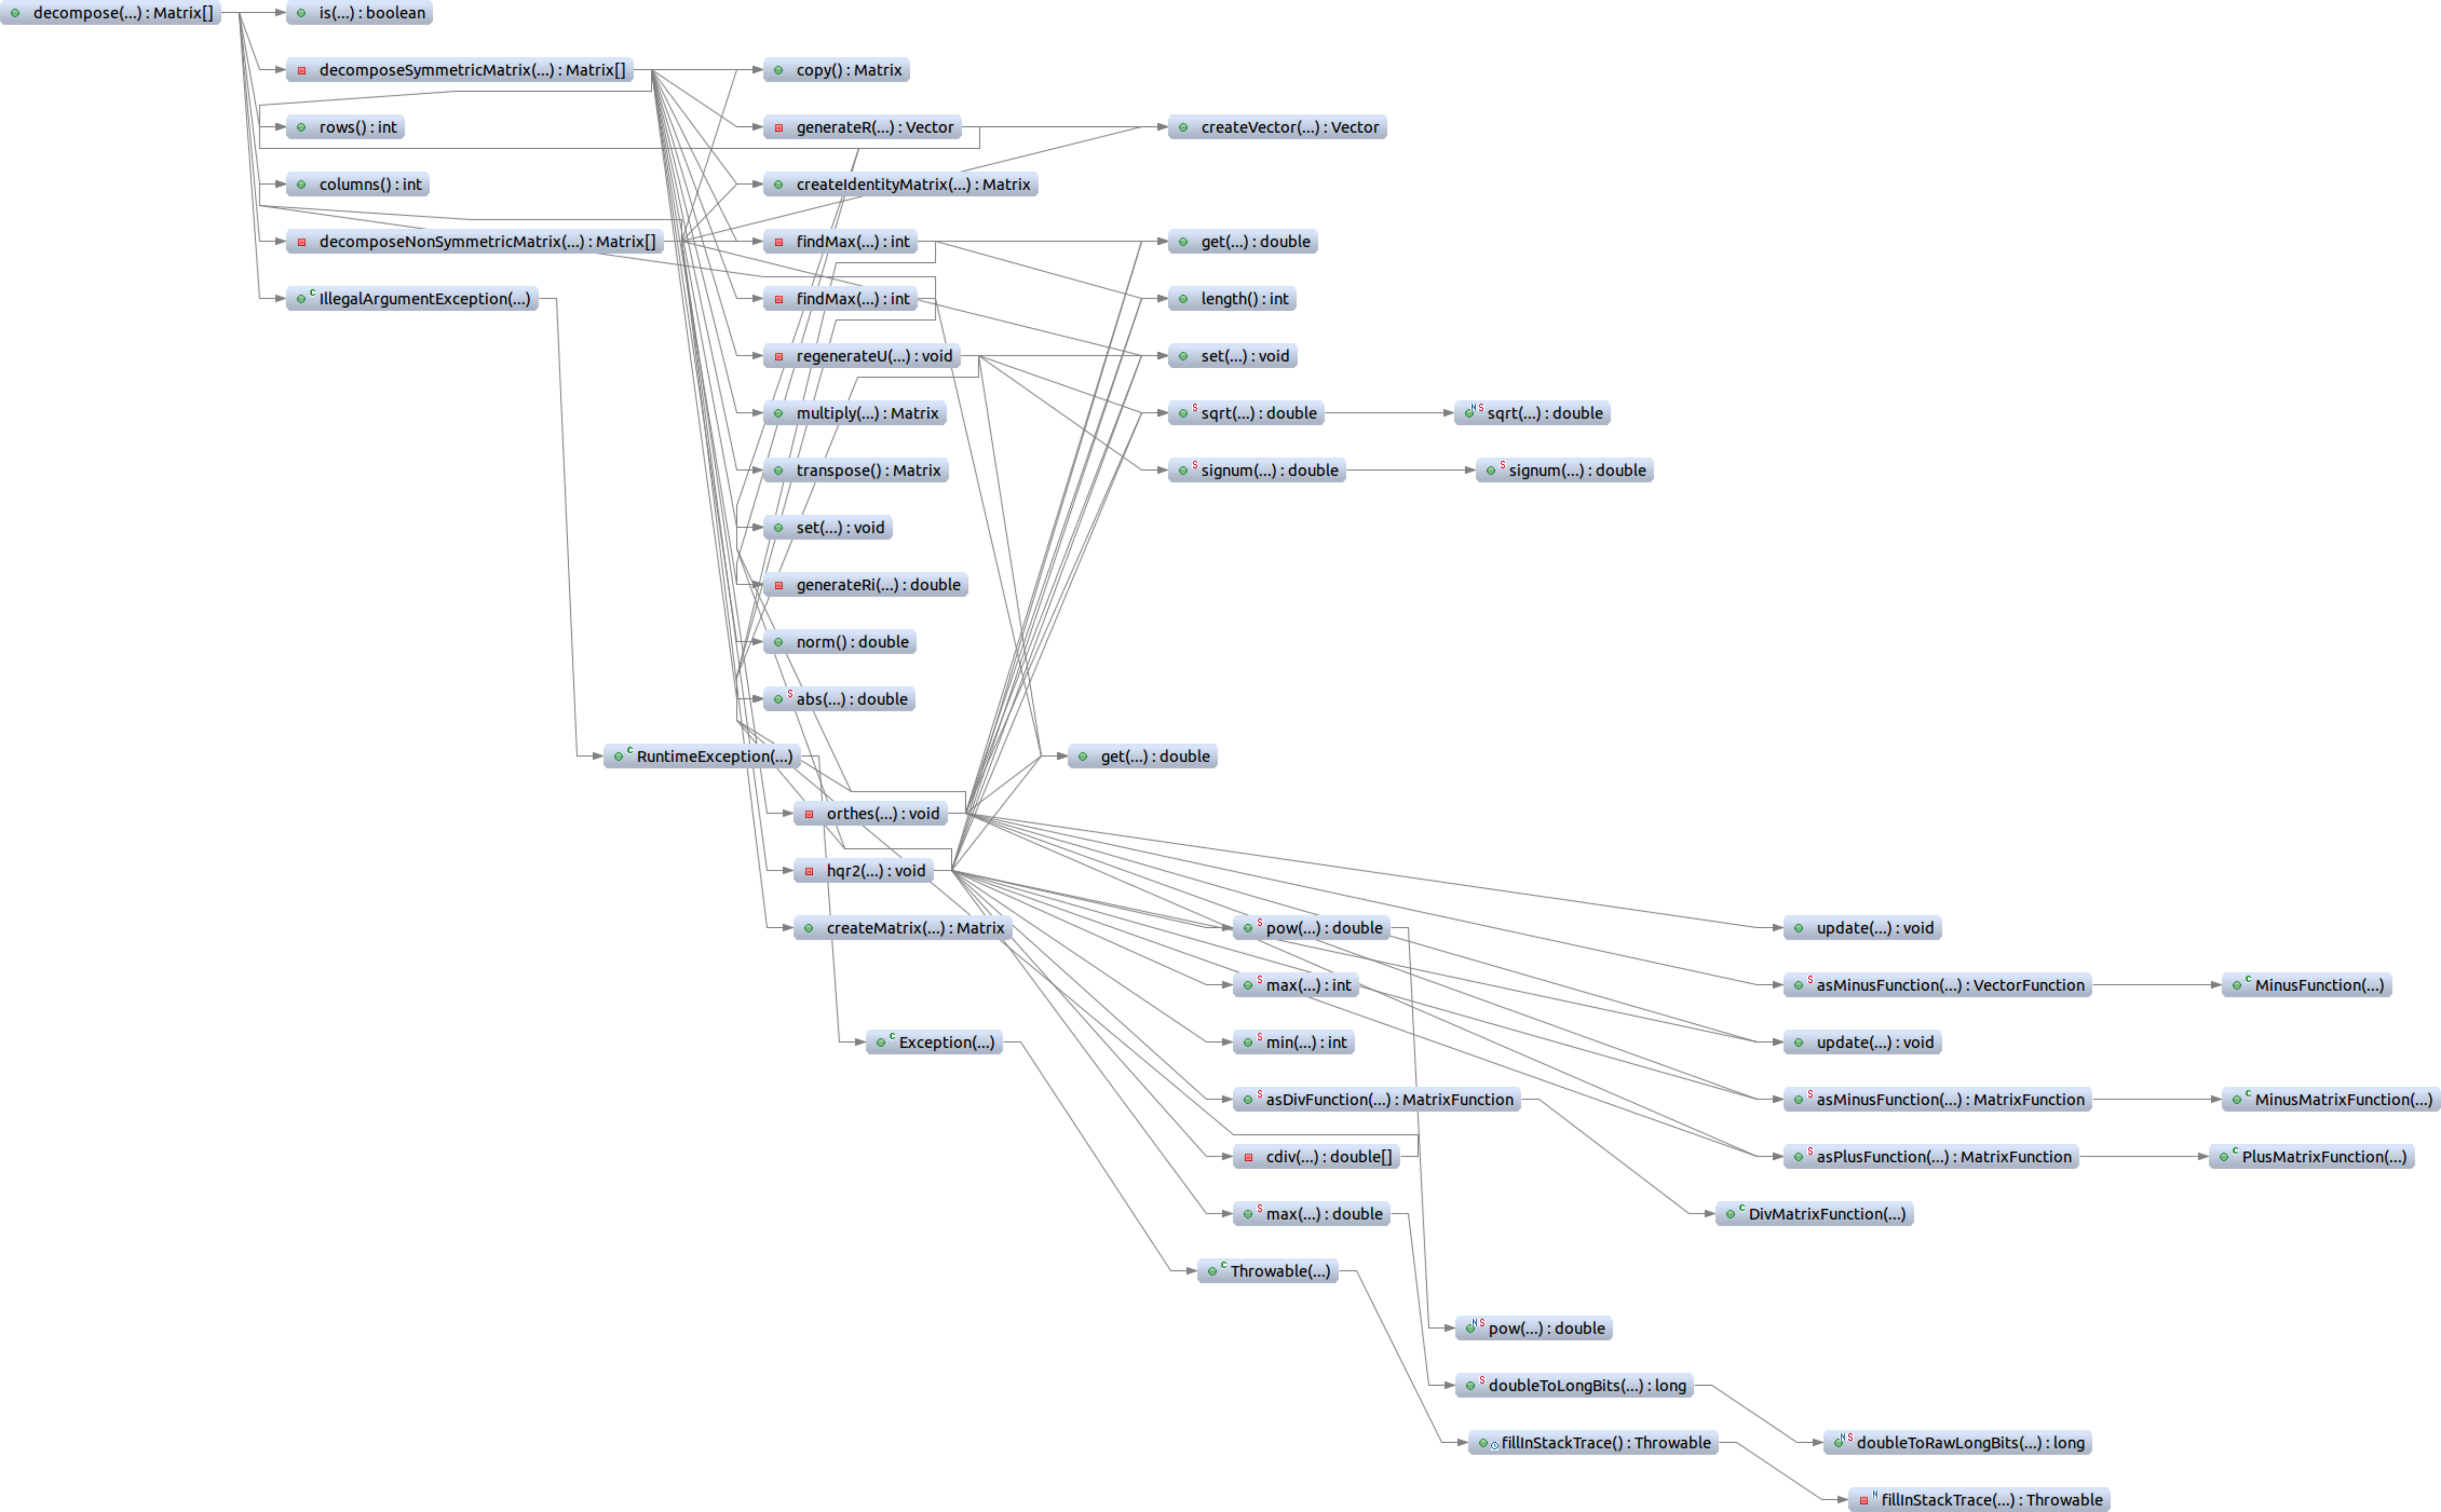 decompose(...) : Matrix[]
is(...) : boolean
decomposeSymmetricMatrix(...) : Matrix[]
copy() : Matrix
rows() : int
generateR(...) : Vector
createVector(...) : Vector
columns() : int
createIdentityMatrix(...) : Matrix
decomposeNonSymmetricMatrix(...) : Matrix[]
findMax(...) : int
get(...) : double
C IllegalArgumentException(...)
findMax(...) : int
length() : int
regenerateU(...) : void
set(...) : void
multiply(...) : Matrix
S sqrt(...) : double
NS sqrt(...) : double
transpose() : Matrix
S signum(...) : double
S signum(...) : double
set(...) : void
generateRi(...) : double
norm() : double
S abs(...) : double
C RuntimeException(...)
get(...) : double
orthes(...) : void
hqr2(...) : void
createMatrix(...) : Matrix
S pow(...) : double
update(...) : void
S max(...) : int
S asMinusFunction(...) : VectorFunction
C MinusFunction(...)
C Exception(...)
S min(...) : int
update(...) : void
S asDivFunction(...) : MatrixFunction
S asMinusFunction(...) : MatrixFunction
C MinusMatrixFunction(...)
cdiv(...) : double[]
S asPlusFunction(...) : MatrixFunction
C PlusMatrixFunction(...)
S max(...) : double
C DivMatrixFunction(...)
C Throwable(...)
NS pow(...) : double
S doubleToLongBits(...) : long
fillInStackTrace() : Throwable
NS doubleToRawLongBits(...) : long
N fillInStackTrace(...) : Throwable